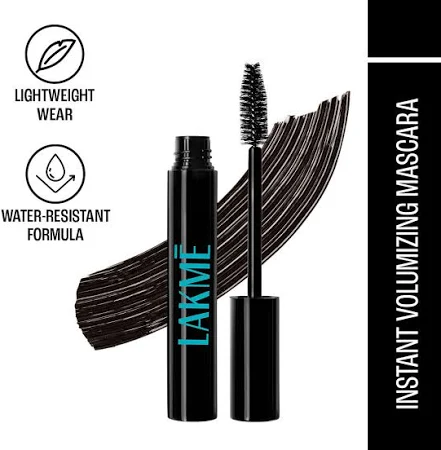 LIGHTWEIGHT
WEAR
WATER-RESISTANT
FORMULA
LAKMĒ
INSTANT VOLUMIZING MASCARA